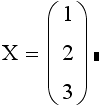 X = ( 1
2
3 ) ∎